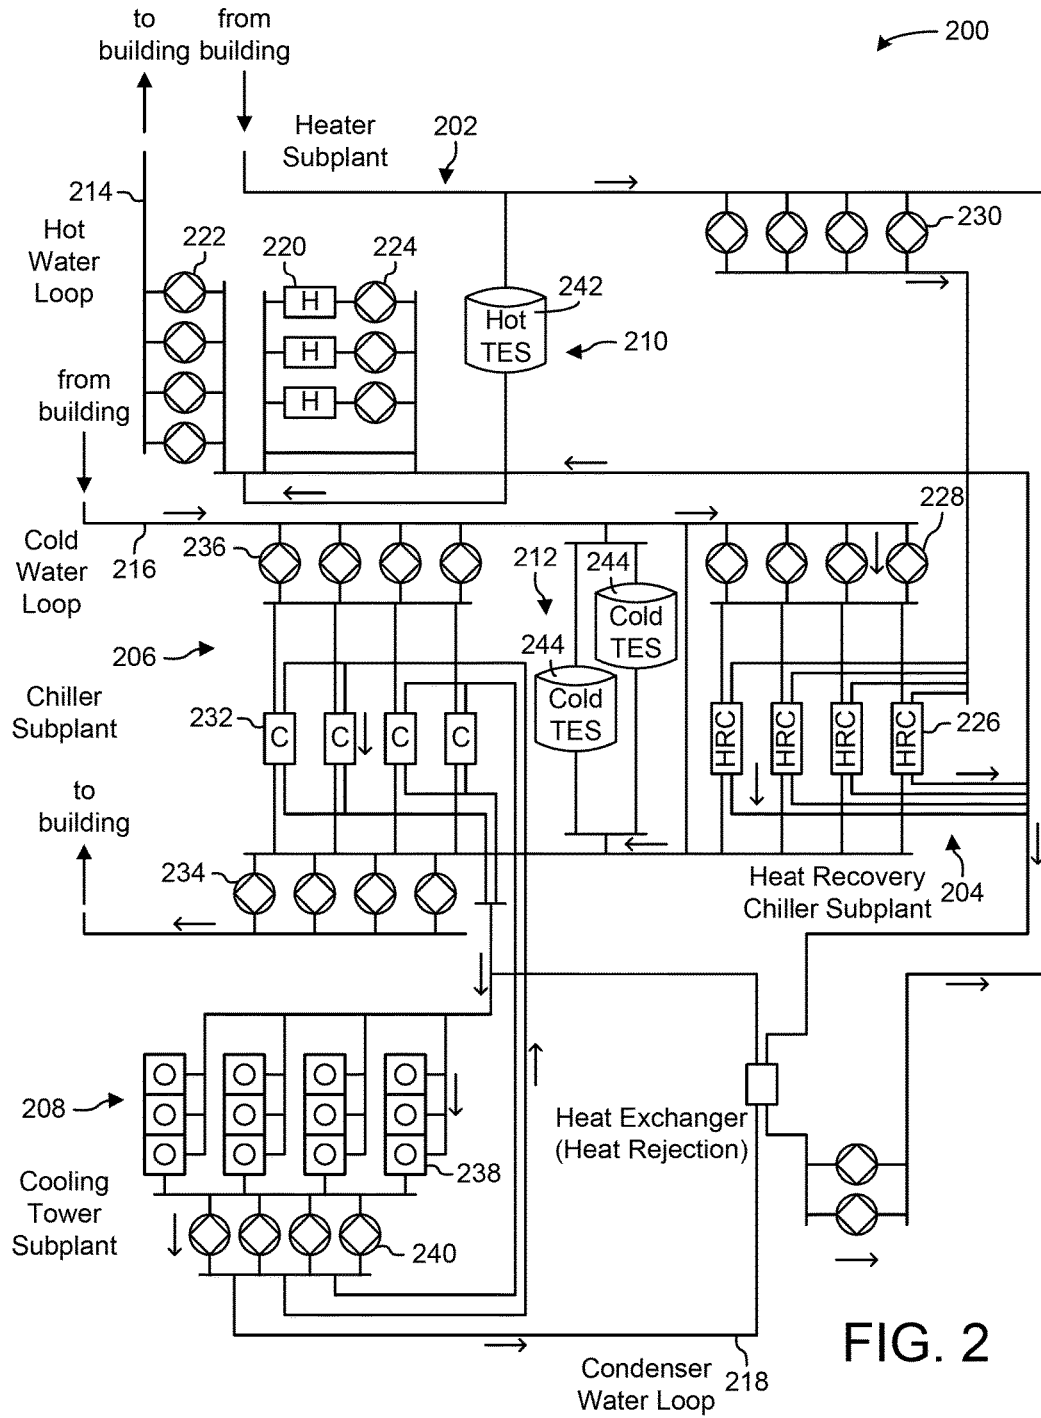 to
building
from
building
200
Heater
Subplant
202
214
Hot
Water
Loop
222
220
224
230
H
H
H
Hot
TES
242
210
from
building
Cold
Water
Loop
216
236
212
244
228
Cold
TES
244
Cold
TES
206
Chiller
Subplant
232
C
C
C
C
HRC
HRC
HRC
HRC
226
to
building
234
Heat Recovery
Chiller Subplant
204
208
Cooling
Tower
Subplant
238
240
Heat Exchanger
(Heat Rejection)
Condenser
Water Loop
218
FIG. 2